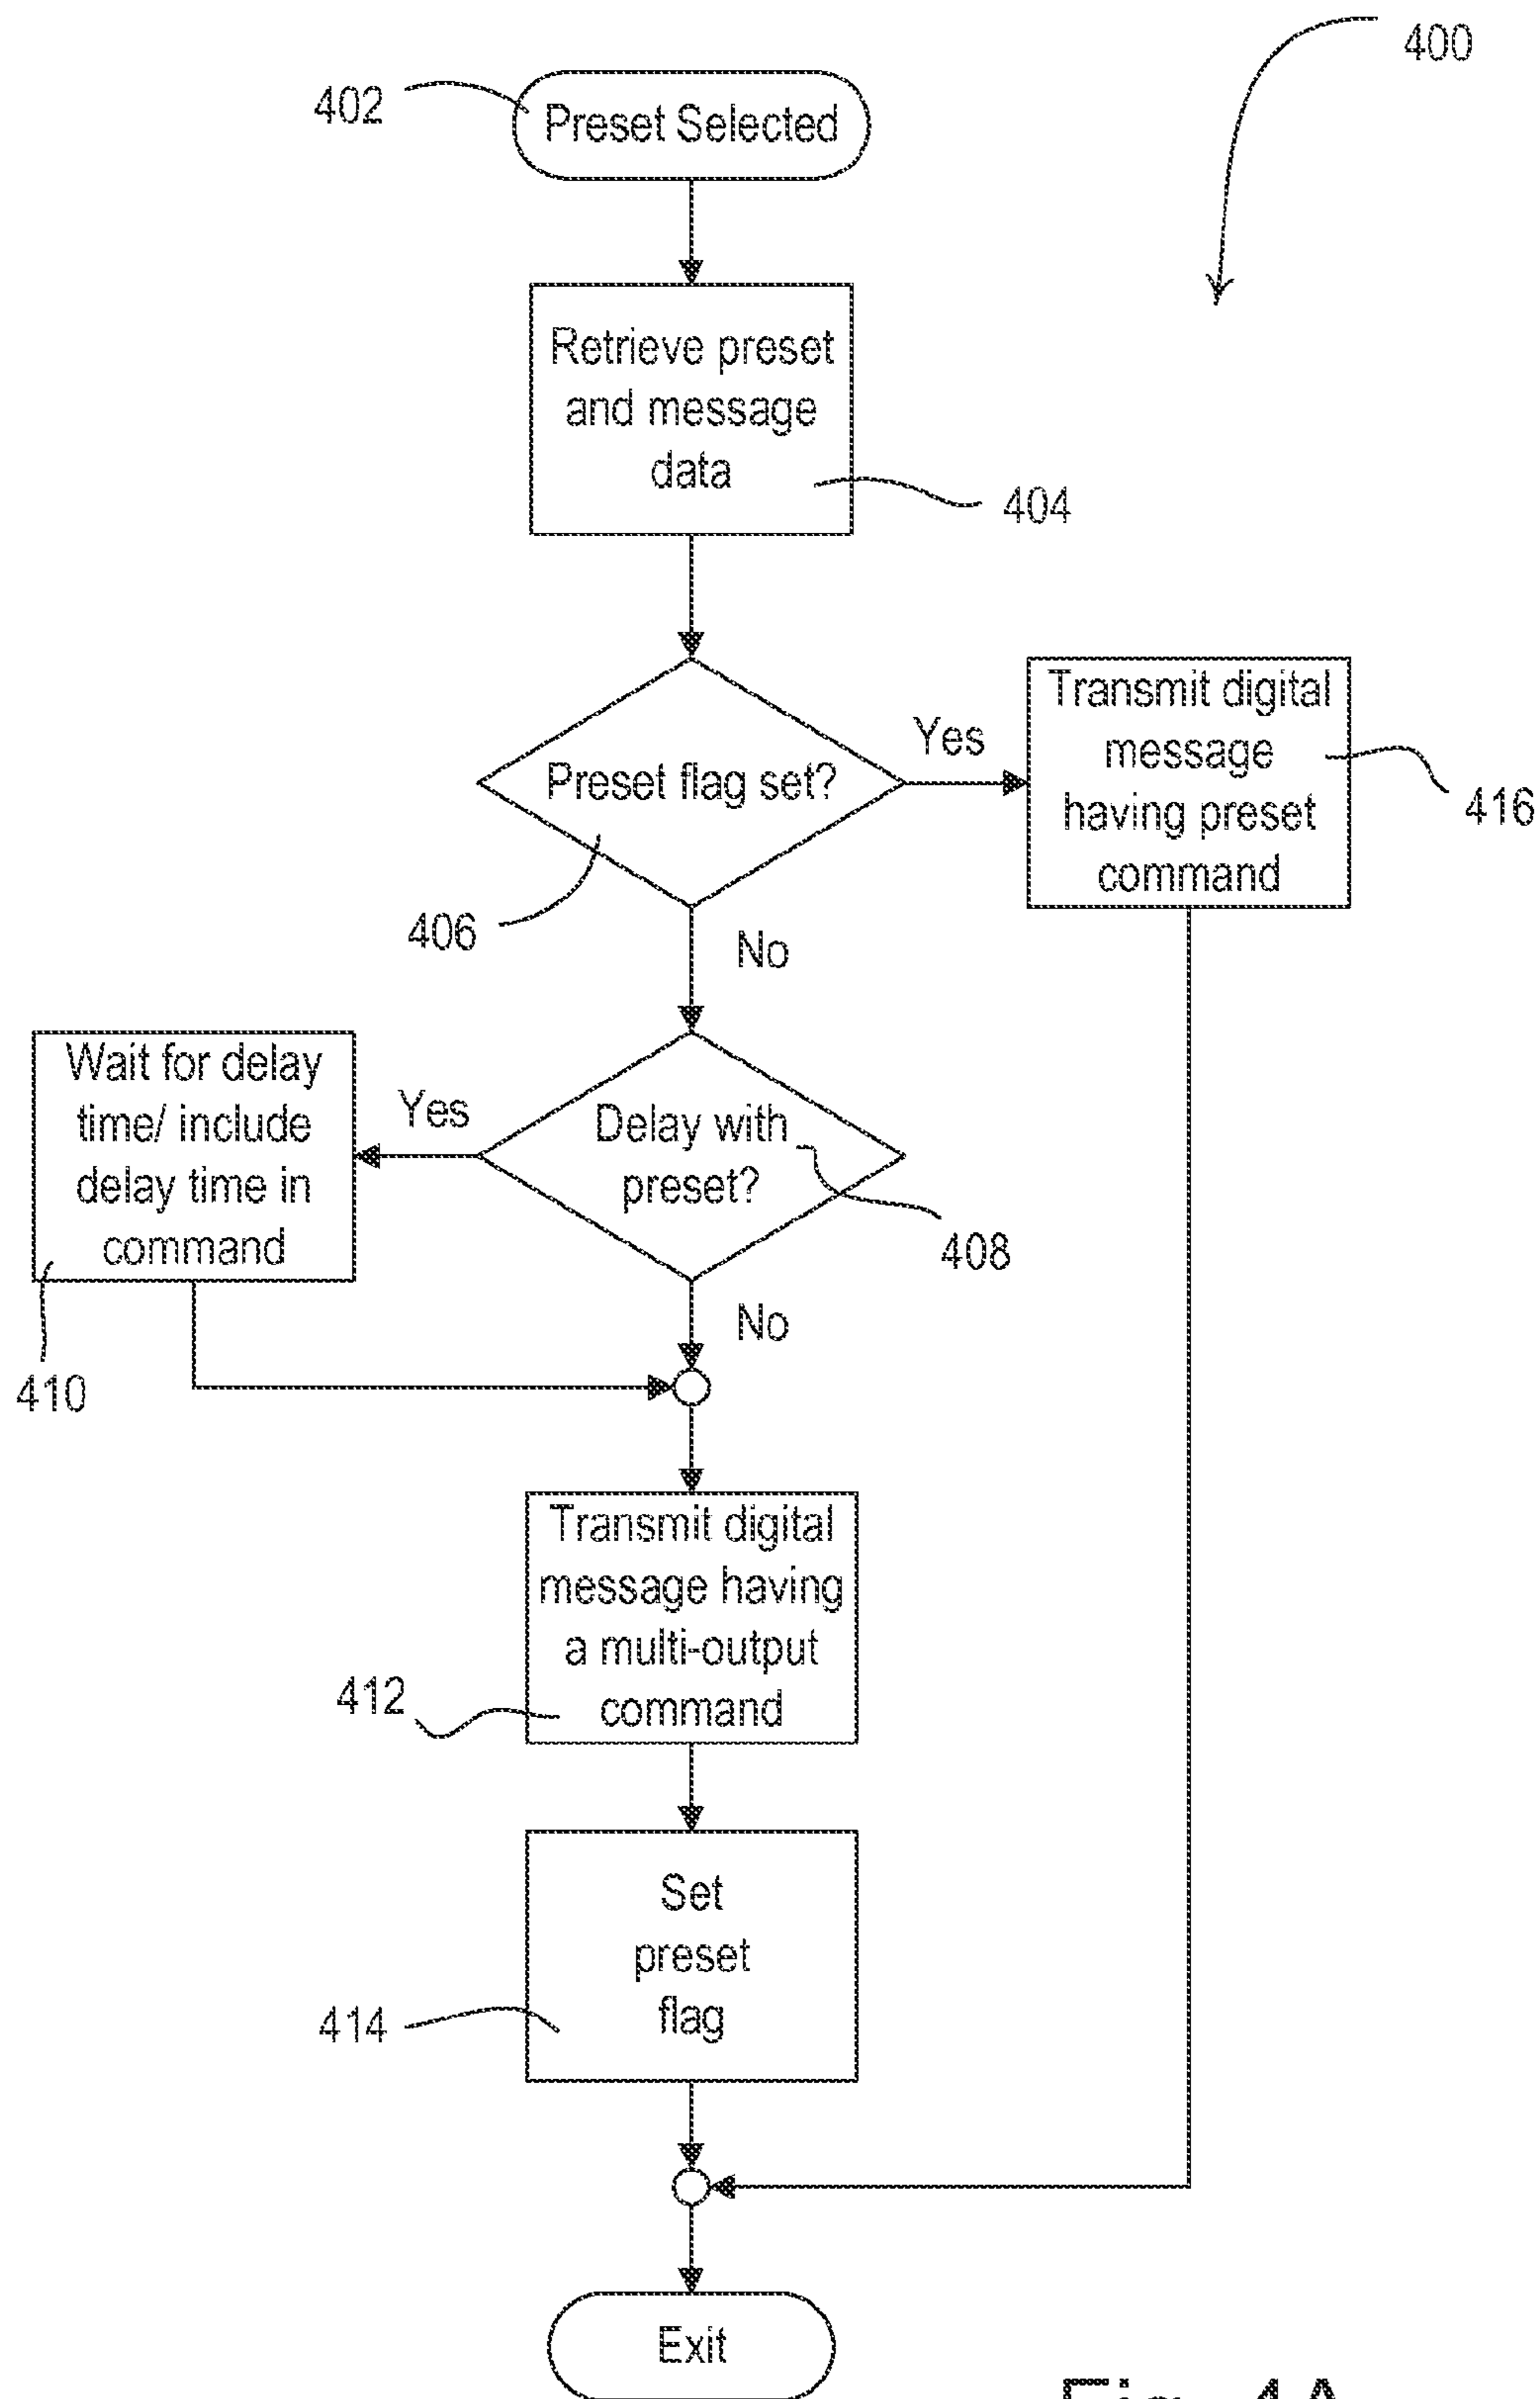 400
402
Preset Selected
Retrieve preset
and message
data
404
Preset flag set?
Yes
406
No
Transmit digital
message
having preset
command
416
Delay with
preset?
408
Yes
Wait for delay
time/ include
delay time in
command
410
No
Transmit digital
message having
a multi-output
command
412
Set
preset
flag
414
Exit
Fig. 4A